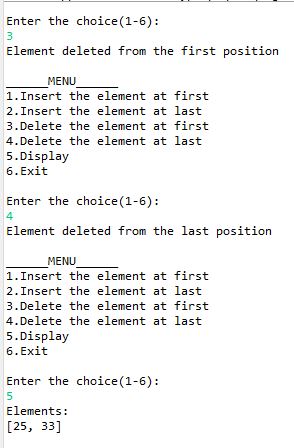 Enter the choice(1-6):
3
Element deleted from the first position
______MENU______
1.Insert the element at first
2.Insert the element at last
3.Delete the element at first
4.Delete the element at last
5.Display
6.Exit
Enter the choice(1-6):
4
Element deleted from the last position
______MENU______
1.Insert the element at first
2.Insert the element at last
3.Delete the element at first
4.Delete the element at last
5.Display
6.Exit
Enter the choice(1-6):
5
Elements:
[25, 33]